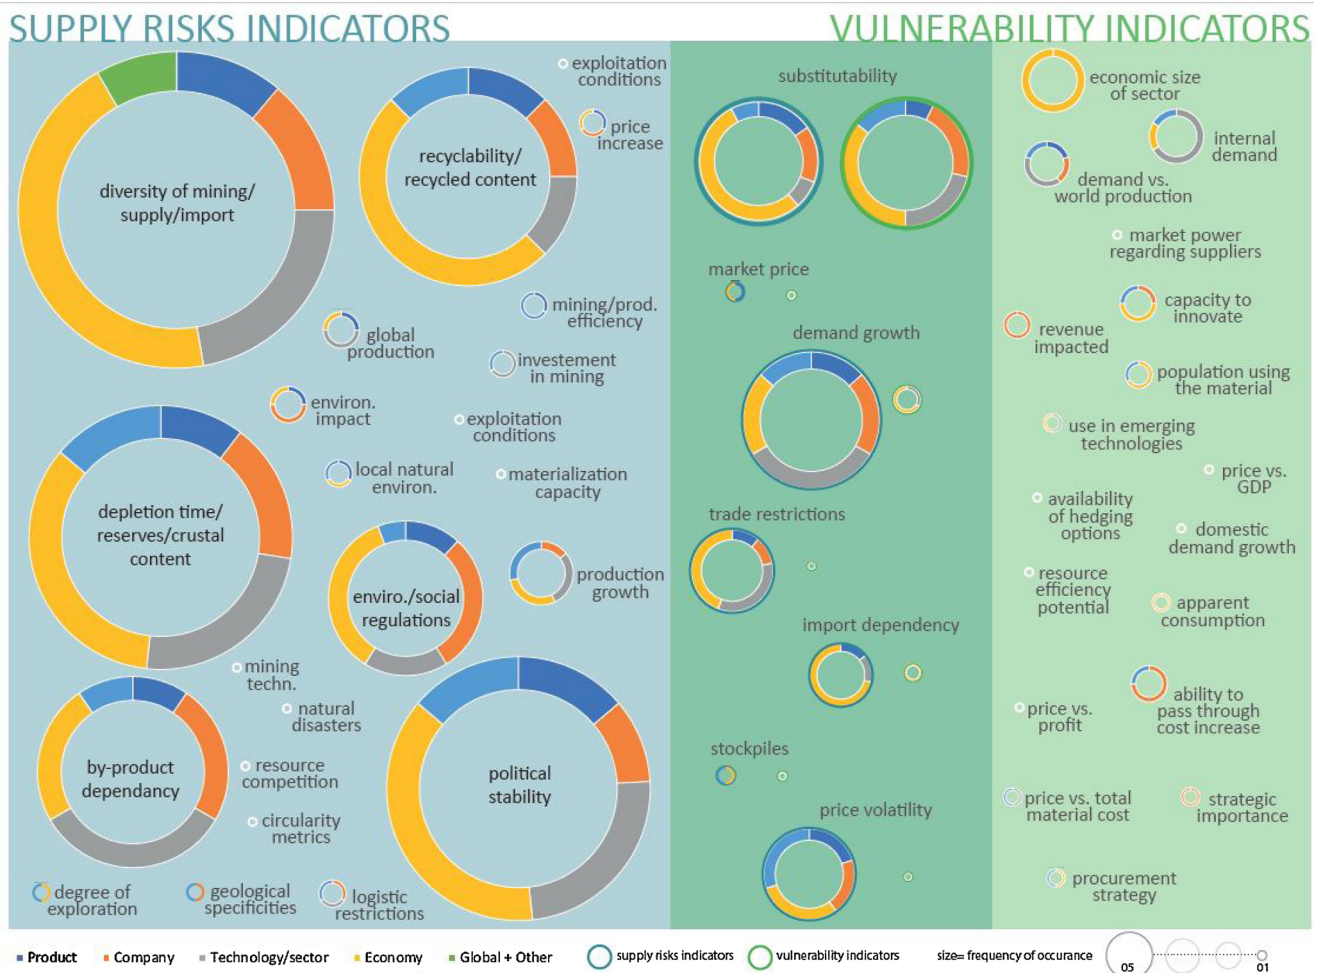 SUPPLY RISKS INDICATORS
VULNERABILITY INDICATORS
diversity of mining/
supply/import
recyclability/
recycled content
exploitation
conditions
price
increase
global
production
mining/prod.
efficiency
investement
in mining
environ.
impact
exploitation
conditions
local natural
environ.
materialization
capacity
depletion time/
reserves/crustal
content
enviro./social
regulations
production
growth
mining
techn.
natural
disasters
by-product
dependancy
resource
competition
circularity
metrics
political
stability
degree of
exploration
geological
specificities
logistic
restrictions
substitutability
market price
demand growth
trade restrictions
import dependency
stockpiles
price volatility
economic size
of sector
internal
demand
demand vs.
world production
market power
regarding suppliers
capacity to
innovate
revenue
impacted
population using
the material
use in emerging
technologies
price vs.
GDP
availability
of hedging
options
domestic
demand growth
resource
efficiency
potential
apparent
consumption
ability to
pass through
cost increase
price vs.
profit
price vs. total
material cost
strategic
importance
procurement
strategy
Product
Company
Technology/sector
Economy
Global + Other
supply risks indicators
vulnerability indicators
size= frequency of occurance
05
01